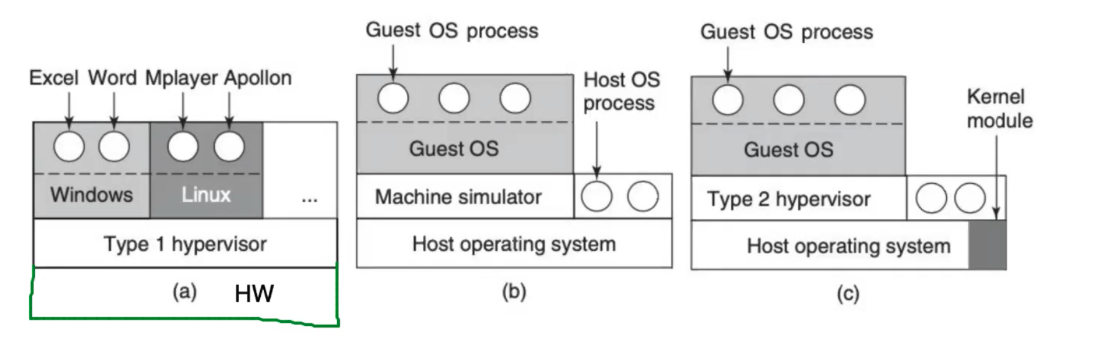 Excel Word Mplayer Apollon
Windows
Linux
...
Type 1 hypervisor
(a)
HW
Guest OS process
Host OS
process
Guest OS
Machine simulator
Host operating system
(b)
Guest OS process
Kernel
module
Guest OS
Type 2 hypervisor
Host operating system
(c)